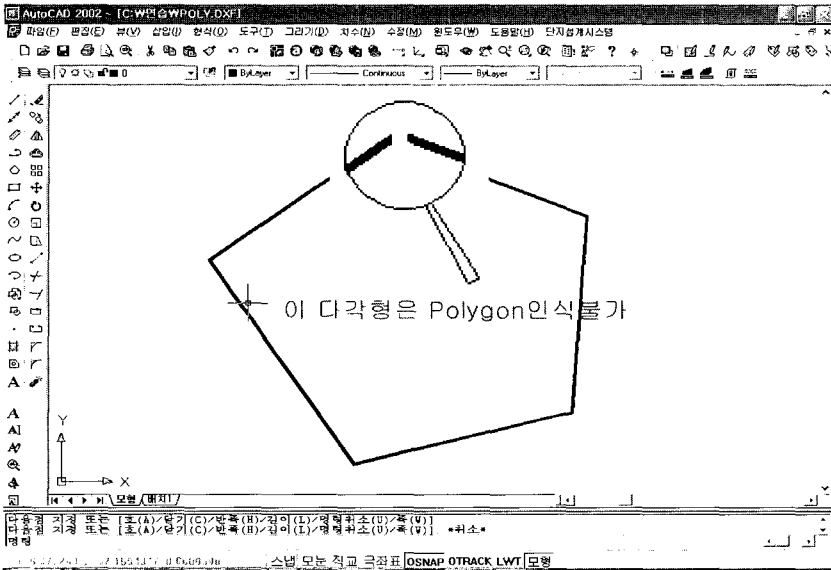 AutoCAD 2002 - [C:\연습\POLY.DXF]
파일(F) 편집(E) 뷰(V) 삽입(I) 형식(O) 도구(T) 그리기(D) 치수(N) 수정(M) 윈도우(W) 도움말(H) 단지설계시스템
0 ByLayer Continuous ByLayer
이 다각형은 Polygon인식불가
Y
X
모형 배치1
다음점 지정 또는 [호(A)/닫기(C)/반폭(H)/길이(L)/명령취소(U)/폭(W)]
다음점 지정 또는 [호(A)/닫기(C)/반폭(H)/길이(L)/명령취소(U)/폭(W)] *취소*
명령
스냅 모눈 직교 극좌표 OSNAP OTRACK LWT 모형